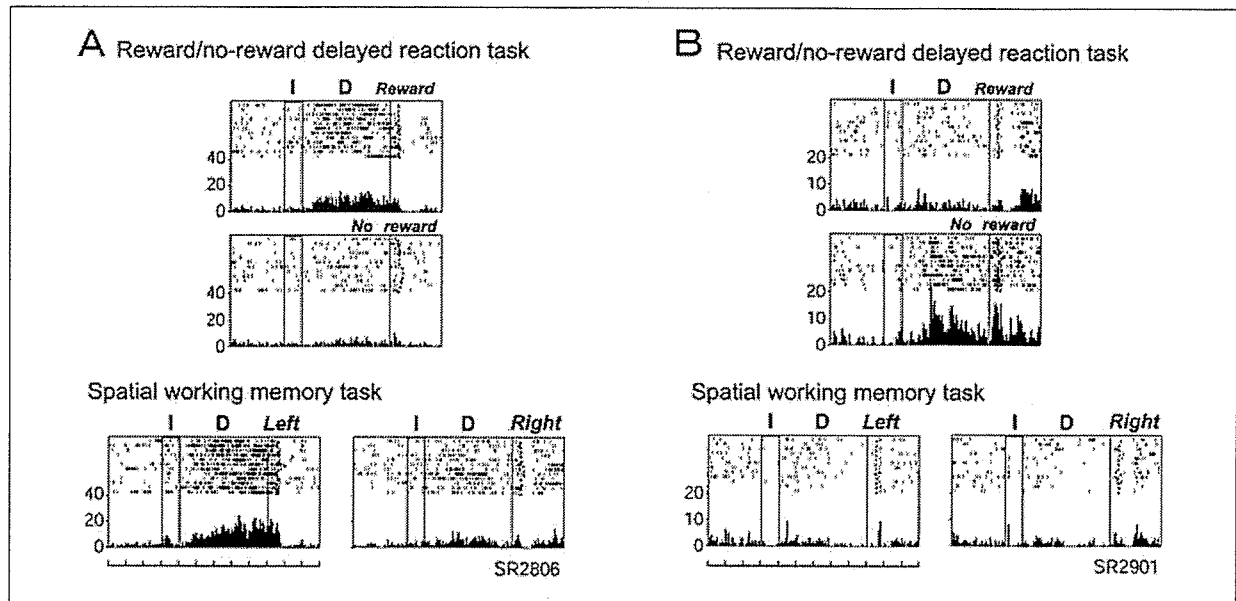 A Reward/no-reward delayed reaction task
I D Reward
40
20
0
No reward
40
20
0
Spatial working memory task
I D Left
40
20
0
I D Right
SR2806
B Reward/no-reward delayed reaction task
I D Reward
20
10
0
No reward
20
10
0
Spatial working memory task
I D Left
20
10
0
I D Right
SR2901